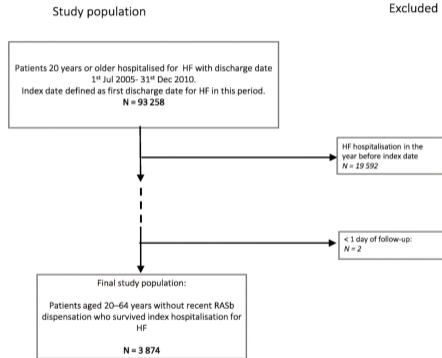 Study population
Excluded
Patients 20 years or older hospitalised for HF with discharge date
1st Jul 2005- 31st Dec 2010.
Index date defined as first discharge date for HF in this period.
N = 93 258
HF hospitalisation in the
year before index date
N = 19 592
< 1 day of follow-up:
N = 2
Final study population:
Patients aged 20–64 years without recent RASb
dispensation who survived index hospitalisation for
HF
N = 3 874